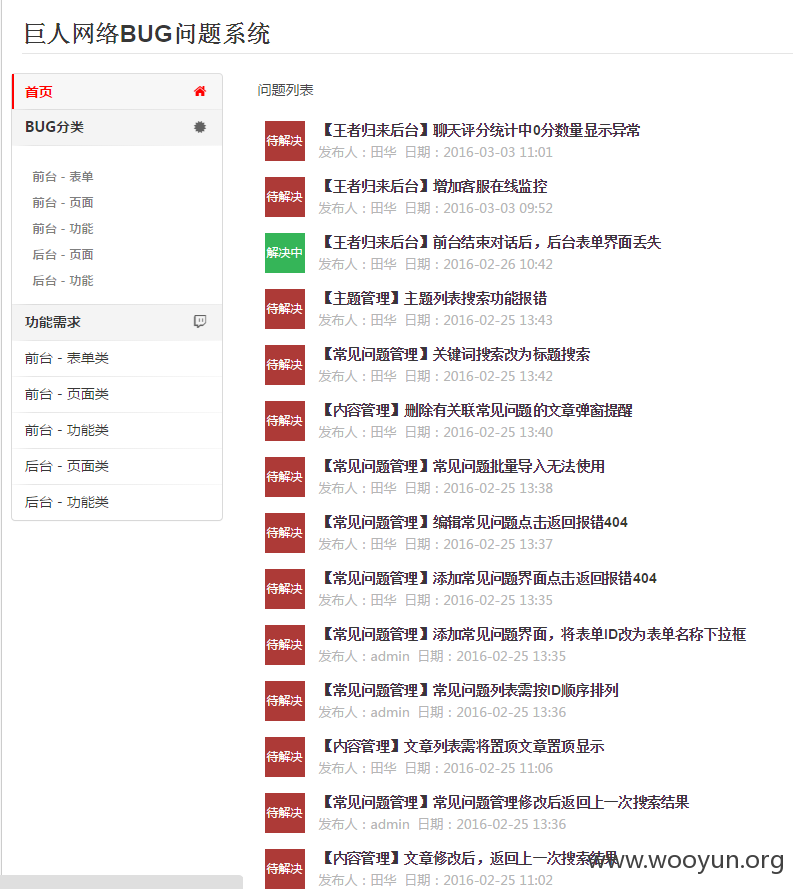 巨人网络BUG问题系统
首页
BUG分类
前台 - 表单
前台 - 页面
前台 - 功能
后台 - 页面
后台 - 功能
功能需求
前台 - 表单类
前台 - 页面类
前台 - 功能类
后台 - 页面类
后台 - 功能类
问题列表
待解决
【王者归来后台】聊天评分统计中0分数量显示异常
发布人：田华 日期：2016-03-03 11:01
待解决
【王者归来后台】增加客服在线监控
发布人：田华 日期：2016-03-03 09:52
解决中
【王者归来后台】前台结束对话后，后台表单界面丢失
发布人：田华 日期：2016-02-26 10:42
待解决
【主题管理】主题列表搜索功能报错
发布人：田华 日期：2016-02-25 13:43
待解决
【常见问题管理】关键词搜索改为标题搜索
发布人：田华 日期：2016-02-25 13:42
待解决
【内容管理】删除有关联常见问题的文章弹窗提醒
发布人：田华 日期：2016-02-25 13:40
待解决
【常见问题管理】常见问题批量导入无法使用
发布人：田华 日期：2016-02-25 13:38
待解决
【常见问题管理】编辑常见问题点击返回报错404
发布人：田华 日期：2016-02-25 13:37
待解决
【常见问题管理】添加常见问题界面点击返回报错404
发布人：田华 日期：2016-02-25 13:35
待解决
【常见问题管理】添加常见问题界面，将表单ID改为表单名称下拉框
发布人：admin 日期：2016-02-25 13:35
待解决
【常见问题管理】常见问题列表需按ID顺序排列
发布人：admin 日期：2016-02-25 13:36
待解决
【内容管理】文章列表需将置顶文章置顶显示
发布人：田华 日期：2016-02-25 11:06
待解决
【常见问题管理】常见问题管理修改后返回上一次搜索结果
发布人：admin 日期：2016-02-25 13:36
待解决
【内容管理】文章修改后，返回上一次搜索结果
发布人：田华 日期：2016-02-25 11:02
www.wooyun.org